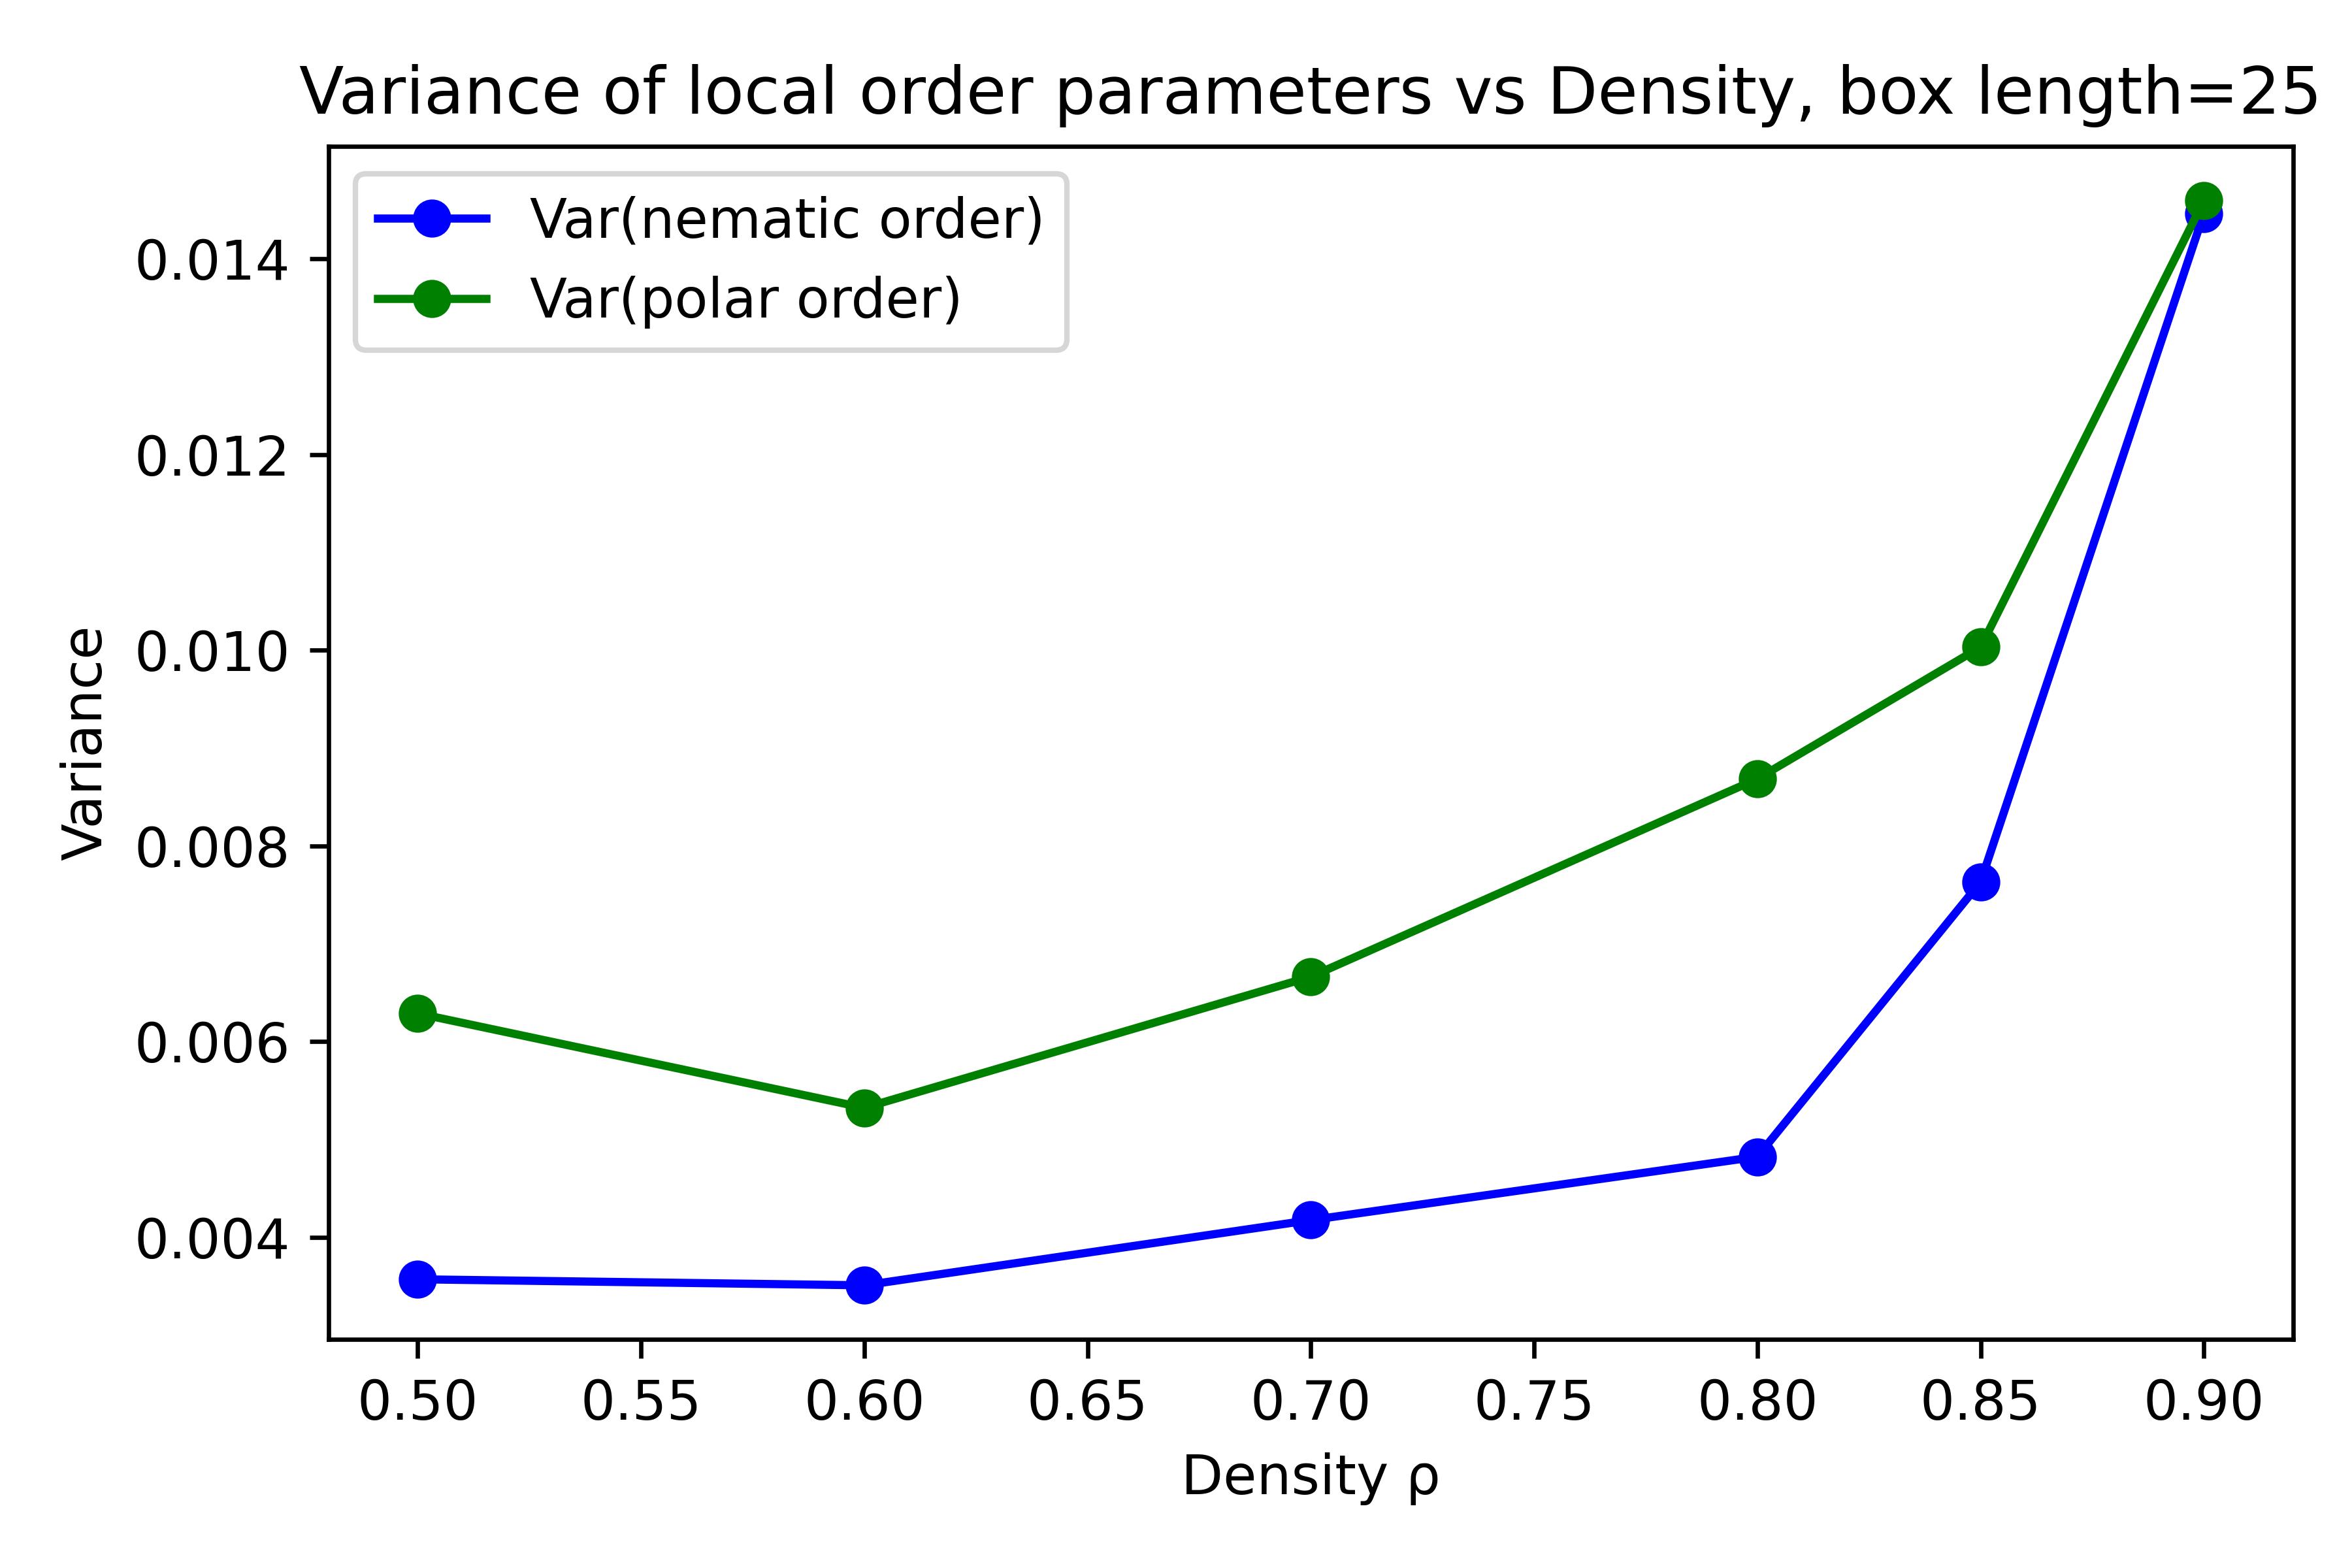 Variance of local order parameters vs Density, box length=25
Var(nematic order)
Var(polar order)
0.014
0.012
0.010
0.008
0.006
0.004
Variance
0.50 0.55 0.60 0.65 0.70 0.75 0.80 0.85 0.90
Density ρ